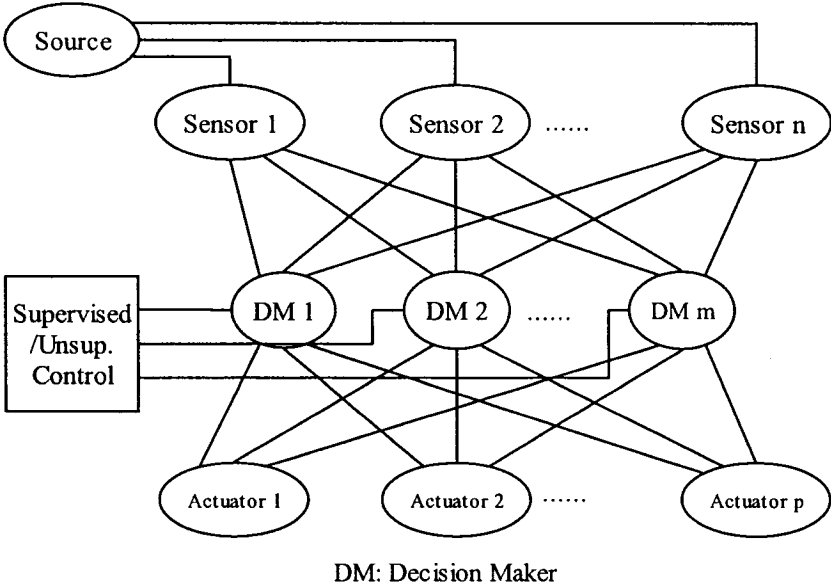 Source
Sensor 1
Sensor 2
......
Sensor n
Supervised
/Unsup.
Control
DM 1
DM 2
......
DM m
Actuator 1
Actuator 2
......
Actuator p
DM: Decision Maker